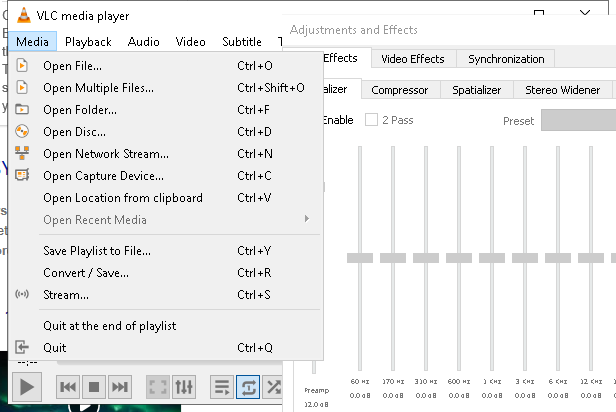 VLC media player
Adjustments and Effects
Media Playback Audio Video Subtitle
Effects Video Effects Synchronization
Compressor Spatializer Stereo Widener
Enable 2 Pass Preset
Open File... Ctrl+O
Open Multiple Files... Ctrl+Shift+O
Open Folder... Ctrl+F
Open Disc... Ctrl+D
Open Network Stream... Ctrl+N
Open Capture Device... Ctrl+C
Open Location from clipboard Ctrl+V
Open Recent Media
Save Playlist to File... Ctrl+Y
Convert / Save... Ctrl+R
Stream... Ctrl+S
Quit at the end of playlist
Quit Ctrl+Q
--:--
60 Hz 170 Hz 310 Hz 600 Hz 1 KHz 3 KHz 6 KHz 12 KHz
Preamp 0.0 dB 0.0 dB 0.0 dB 0.0 dB 0.0 dB 0.0 dB 0.0 dB 0.0 dB
12.0 dB